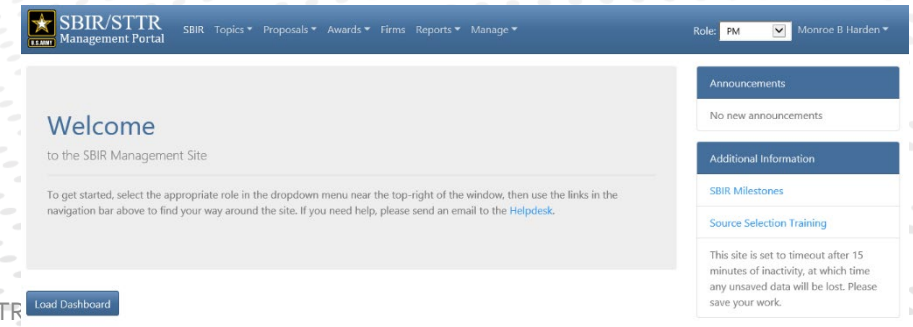 SBIR/STTR
Management Portal
SBIR Topics Proposals Awards Firms Reports Manage
Role: PM Monroe B Harden
Welcome
to the SBIR Management Site
To get started, select the appropriate role in the dropdown menu near the top-right of the window, then use the links in the
navigation bar above to find your way around the site. If you need help, please send an email to the Helpdesk.
Load Dashboard
Announcements
No new announcements
Additional Information
SBIR Milestones
Source Selection Training
This site is set to timeout after 15
minutes of inactivity, at which time
any unsaved data will be lost. Please
save your work.
TR